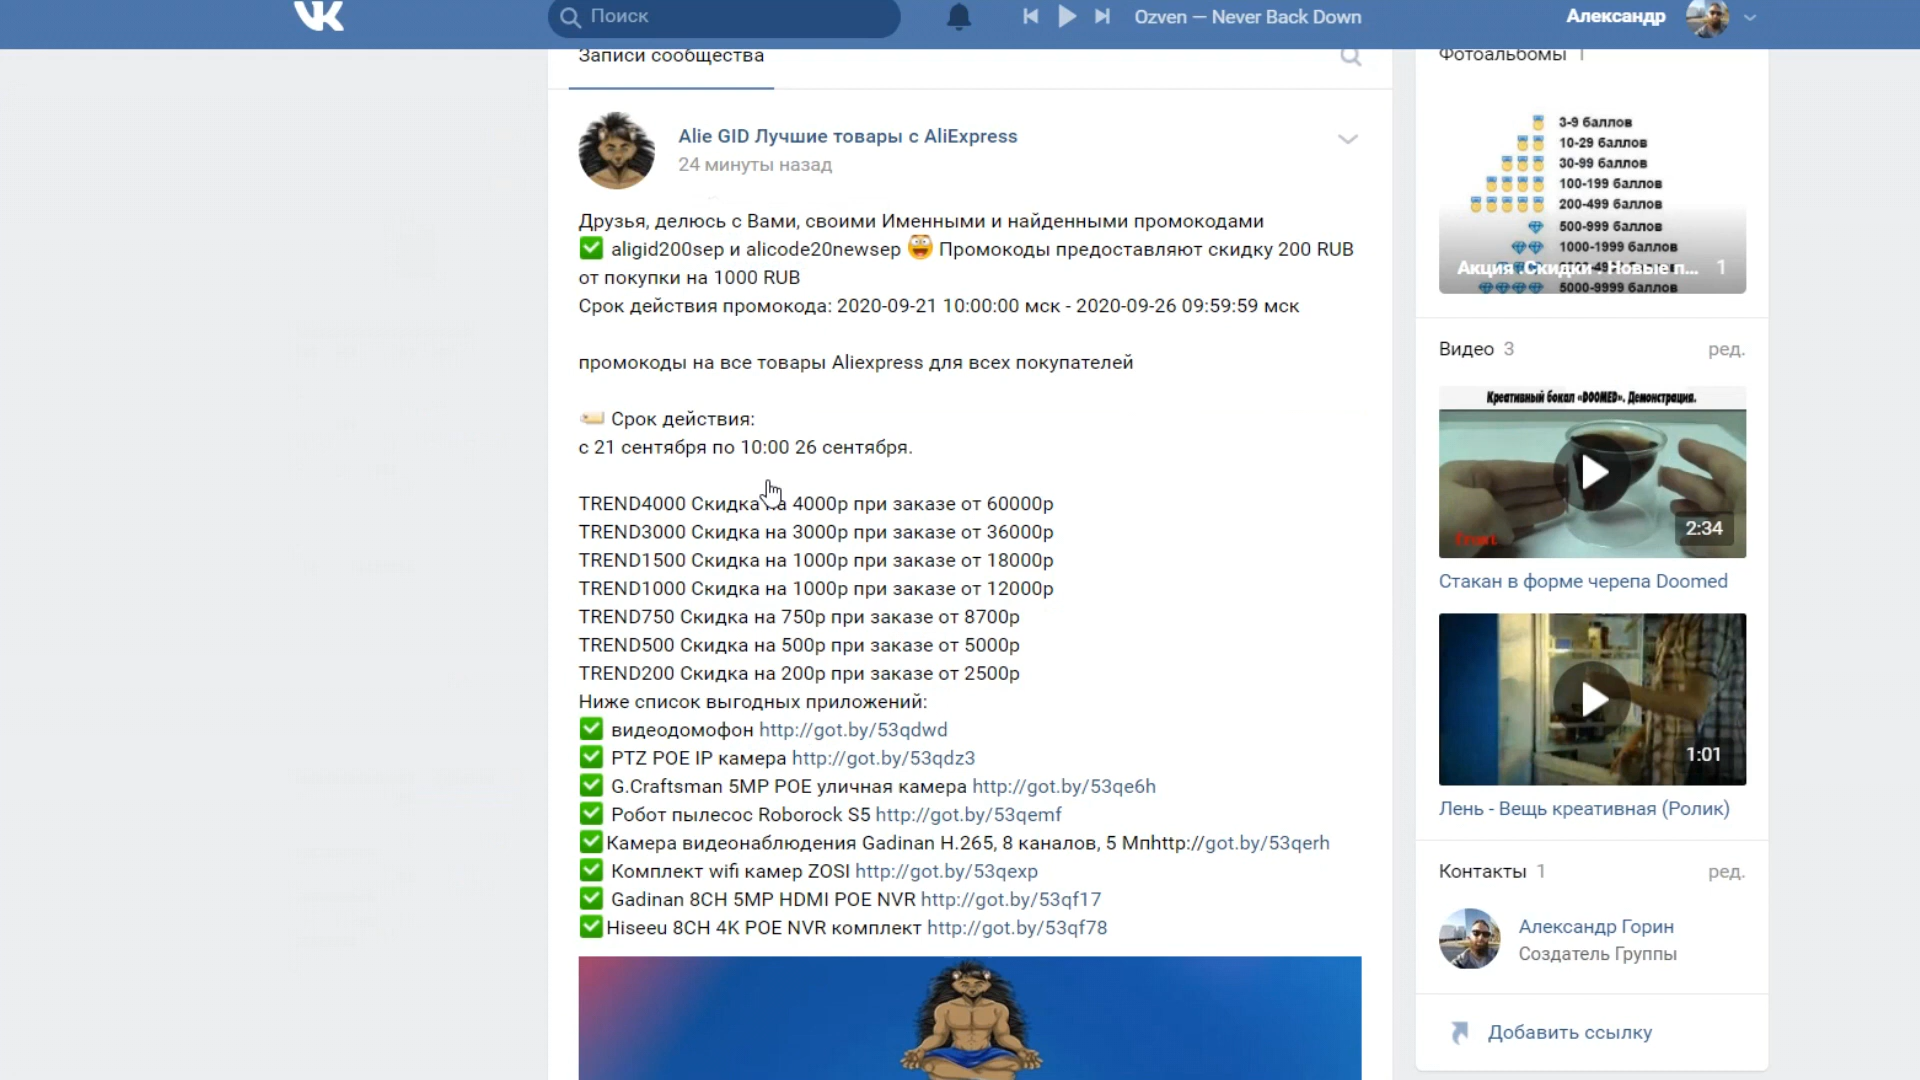 Поиск
Ozven — Never Back Down
Александр
Записи сообщества
Alie GID Лучшие товары с AliExpress
24 минуты назад
Друзья, делюсь с Вами, своими Именными и найденными промокодами
aligid200sep и alicode20newsep Промокоды предоставляют скидку 200 RUB
от покупки на 1000 RUB
Срок действия промокода: 2020-09-21 10:00:00 мск - 2020-09-26 09:59:59 мск
промокоды на все товары Aliexpress для всех покупателей
Срок действия:
с 21 сентября по 10:00 26 сентября.
TREND4000 Скидка на 4000р при заказе от 60000р
TREND3000 Скидка на 3000р при заказе от 36000р
TREND1500 Скидка на 1000р при заказе от 18000р
TREND1000 Скидка на 1000р при заказе от 12000р
TREND750 Скидка на 750р при заказе от 8700р
TREND500 Скидка на 500р при заказе от 5000р
TREND200 Скидка на 200р при заказе от 2500р
Ниже список выгодных приложений:
видеодомофон http://got.by/53qdwd
PTZ POE IP камера http://got.by/53qdz3
G.Craftsman 5MP POE уличная камера http://got.by/53qe6h
Робот пылесос Roborock S5 http://got.by/53qemf
Камера видеонаблюдения Gadinan H.265, 8 каналов, 5 Мпhttp://got.by/53qerh
Комплект wifi камер ZOSI http://got.by/53qexp
Gadinan 8CH 5MP HDMI POE NVR http://got.by/53qf17
Hiseeu 8CH 4K POE NVR комплект http://got.by/53qf78
Фотоальбомы 1
3-9 баллов
10-29 баллов
30-99 баллов
100-199 баллов
200-499 баллов
500-999 баллов
1000-1999 баллов
Акция .Скидки . Новые п... 1
5000-9999 баллов
Видео 3 ред.
Креативный бокал «DOOMED». Демонстрация.
2:34
Стакан в форме черепа Doomed
1:01
Лень - Вещь креативная (Ролик)
Контакты 1 ред.
Александр Горин
Создатель Группы
Добавить ссылку